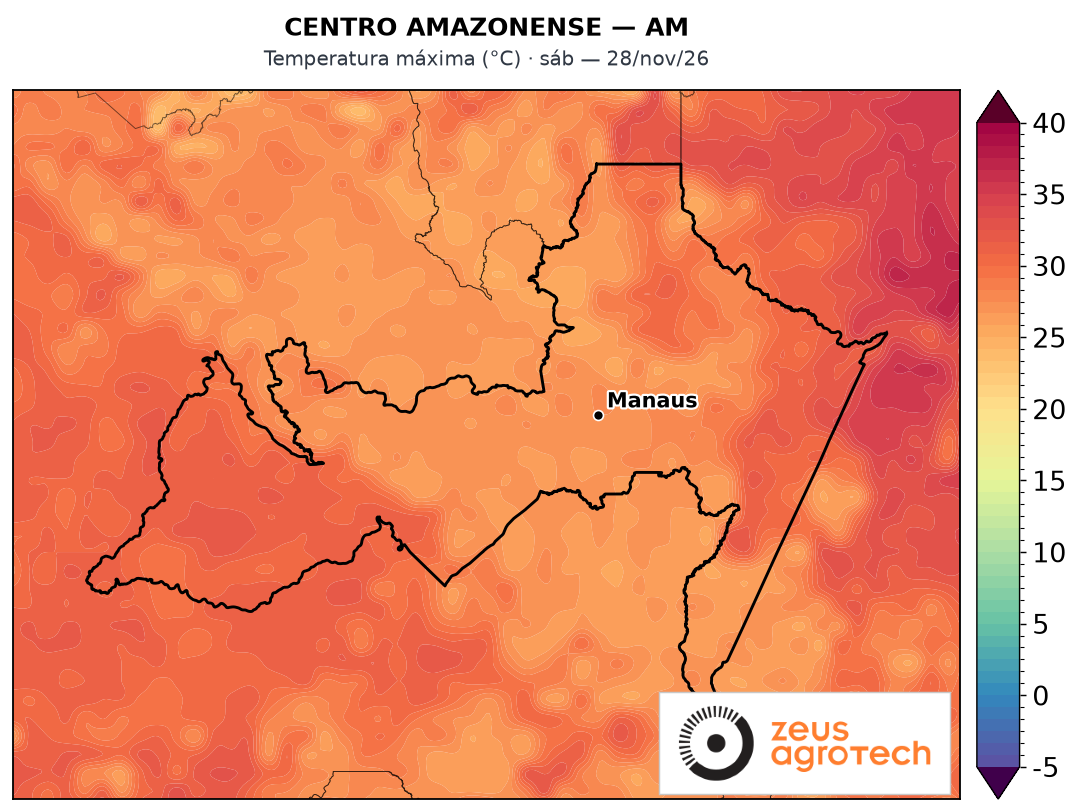 CENTRO AMAZONENSE — AM
Temperatura máxima (°C) · sáb — 28/nov/26
Manaus
40
35
30
25
20
15
10
5
0
-5
zeus
agrotech